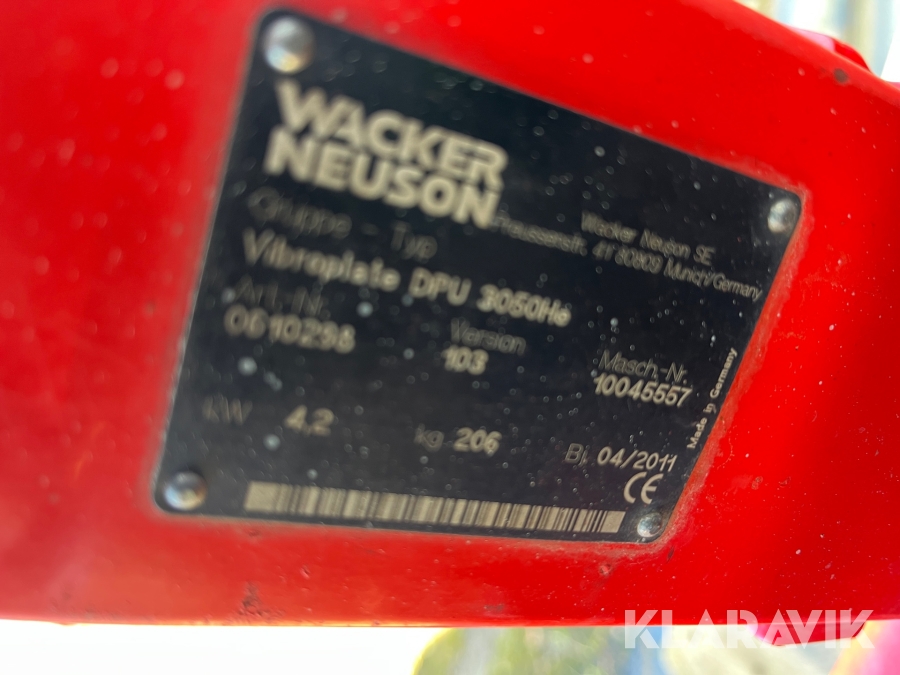 WACKER
NEUSON
Wacker Neuson SE
Preussenstr. 41 80809 Munich/Germany
Gruppe - Typ
Vibroplate DPU 3050He
Art.-Nr. Version Masch.-Nr.
0610298 103 10045557
kW 4,2 kg 206 Bj. 04/2011
CE
Made in Germany
KLARAVIK